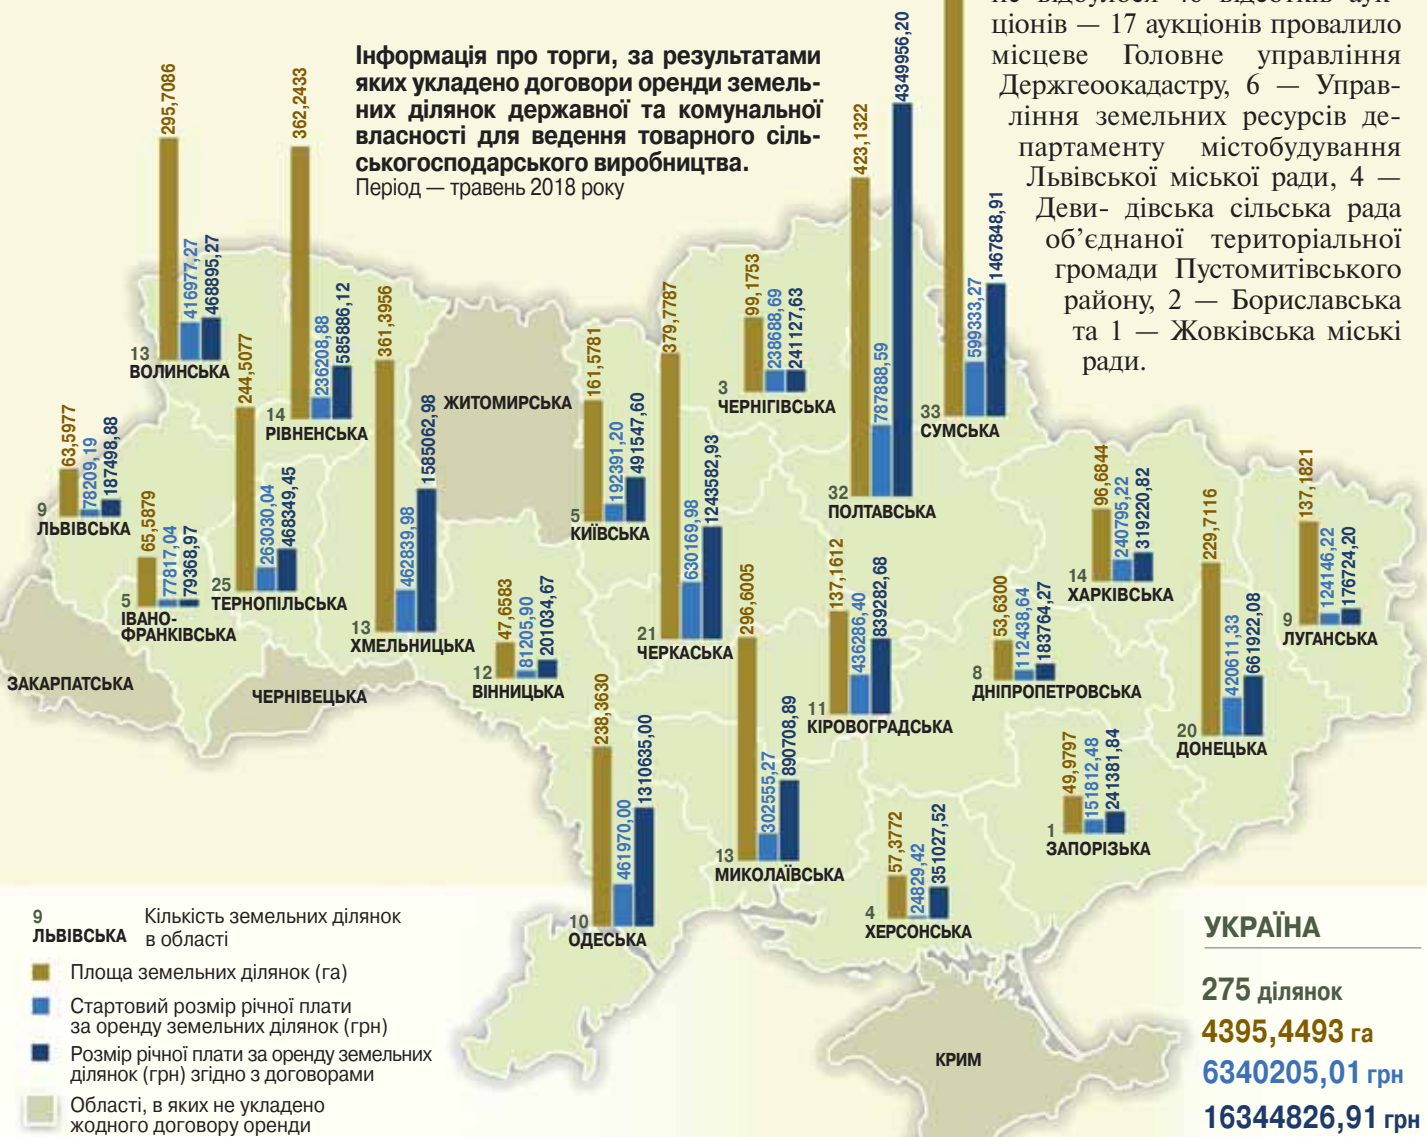 ціонів — 17 аукціонів провалило
місцеве Головне управління
Держгеоокадастру, 6 — Управ-
ління земельних ресурсів де-
партаменту містобудування
Львівської міської ради, 4 —
Деви- дівська сільська рада
об’єднаної територіальної
громади Пустомитівського
району, 2 — Бориславська
та 1 — Жовківська міські
ради.
Інформація про торги, за результатами
яких укладено договори оренди земель-
них ділянок державної та комунальної
власності для ведення товарного сіль-
ськогосподарського виробництва.
Період — травень 2018 року
295,7086
416977,27
468895,27
13
ВОЛИНСЬКА
362,2433
236208,88
585886,12
14
РІВНЕНСЬКА
63,5977
78209,19
187498,88
9
ЛЬВІВСЬКА
65,5879
77817,04
79368,97
5
ІВАНО-
ФРАНКІВСЬКА
244,5077
263030,04
468349,45
25
ТЕРНОПІЛЬСЬКА
361,3956
462839,98
1585062,98
13
ХМЕЛЬНИЦЬКА
ЖИТОМИРСЬКА
161,5781
192391,20
491547,60
5
КИЇВСЬКА
379,7787
630169,98
1243582,93
21
ЧЕРКАСЬКА
99,1753
238688,69
241127,63
3
ЧЕРНІГІВСЬКА
423,1322
787888,59
4349956,20
32
ПОЛТАВСЬКА
599333,27
1467848,91
33
СУМСЬКА
96,6844
240795,22
319220,82
14
ХАРКІВСЬКА
137,1821
124146,22
176724,20
9
ЛУГАНСЬКА
229,7116
420611,33
661922,08
20
ДОНЕЦЬКА
53,6300
112438,64
183764,27
8
ДНІПРОПЕТРОВСЬКА
137,1612
436286,40
839282,68
11
КІРОВОГРАДСЬКА
47,6583
81205,90
201034,67
12
ВІННИЦЬКА
ЗАКАРПАТСЬКА
ЧЕРНІВЕЦЬКА
238,3630
461970,00
1310635,00
10
ОДЕСЬКА
296,6005
302555,27
890708,89
13
МИКОЛАЇВСЬКА
57,3772
24829,42
351027,52
4
ХЕРСОНСЬКА
49,9797
151812,48
241381,84
1
ЗАПОРІЗЬКА
КРИМ
9
ЛЬВІВСЬКА
Кількість земельних ділянок
в області
Площа земельних ділянок (га)
Стартовий розмір річної плати
за оренду земельних ділянок (грн)
Розмір річної плати за оренду земельних
ділянок (грн) згідно з договорами
Області, в яких не укладено
жодного договору оренди
УКРАЇНА
275 ділянок
4395,4493 га
6340205,01 грн
16344826,91 грн